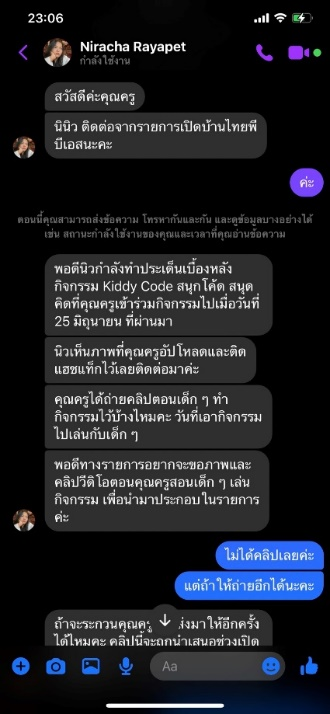 23:06
Niracha Rayapet
กำลังใช้งาน
สวัสดีค่ะคุณครู
นินิว ติดต่อจากรายการเปิดบ้านไทยพี
บีเอสนะคะ
ค่ะ
ตอนนี้คุณสามารถส่งข้อความ โทรหากันและกัน และดูข้อมูลบางอย่างได้
เช่น สถานะกำลังใช้งานของคุณและเวลาที่คุณอ่านข้อความ
พอดีนิวกำลังทำประเด็นเบื้องหลัง
กิจกรรม Kiddy Code สนุกโค้ด สนุด
คิดที่คุณครูเข้าร่วมกิจกรรมไปเมื่อวันที่
25 มิถุนายน ที่ผ่านมา
นิวเห็นภาพที่คุณครูอัปโหลดและติด
แฮชแท็กไว้เลยติดต่อมาค่ะ
คุณครูได้ถ่ายคลิปตอนเด็ก ๆ ทำ
กิจกรรมไว้บ้างไหมคะ วันที่เอากิจกรรม
ไปเล่นกับเด็ก ๆ
พอดีทางรายการอยากจะขอภาพและ
คลิปวีดิโอตอนคุณครูสอนเด็ก ๆ เล่น
กิจกรรม เพื่อนำมาประกอบในรายการ
ค่ะ
ไม่ได้คลิปเลยค่ะ
แต่ถ้าให้ถ่ายอีกได้นะคะ
ถ้าจะระกวนคุณครู ส่งมาให้อีกครั้ง
ได้ไหมคะ คลิปนี้จะถูกนำเสนอช่วงเปิด
Aa